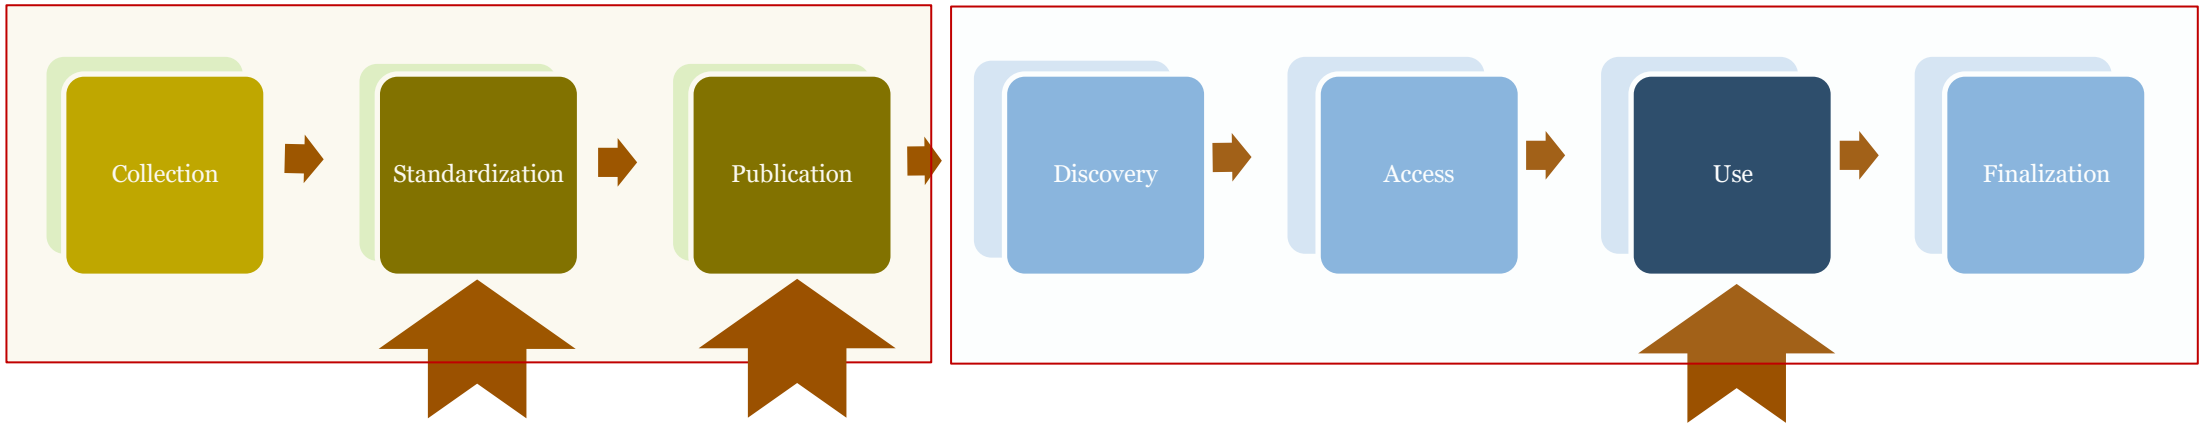 Collection
Standardization
Publication
Discovery
Access
Use
Finalization